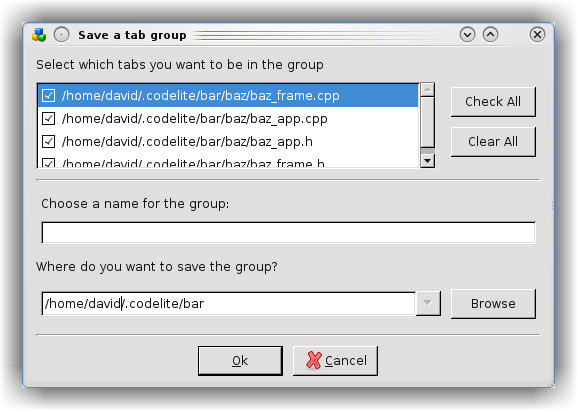 Save a tab group
Select which tabs you want to be in the group
/home/david/.codelite/bar/baz/baz_frame.cpp
/home/david/.codelite/bar/baz/baz_app.cpp
/home/david/.codelite/bar/baz/baz_app.h
/home/david/.codelite/bar/baz/baz_frame.h
Check All
Clear All
Choose a name for the group:
Where do you want to save the group?
/home/david/.codelite/bar
Browse
Ok
Cancel